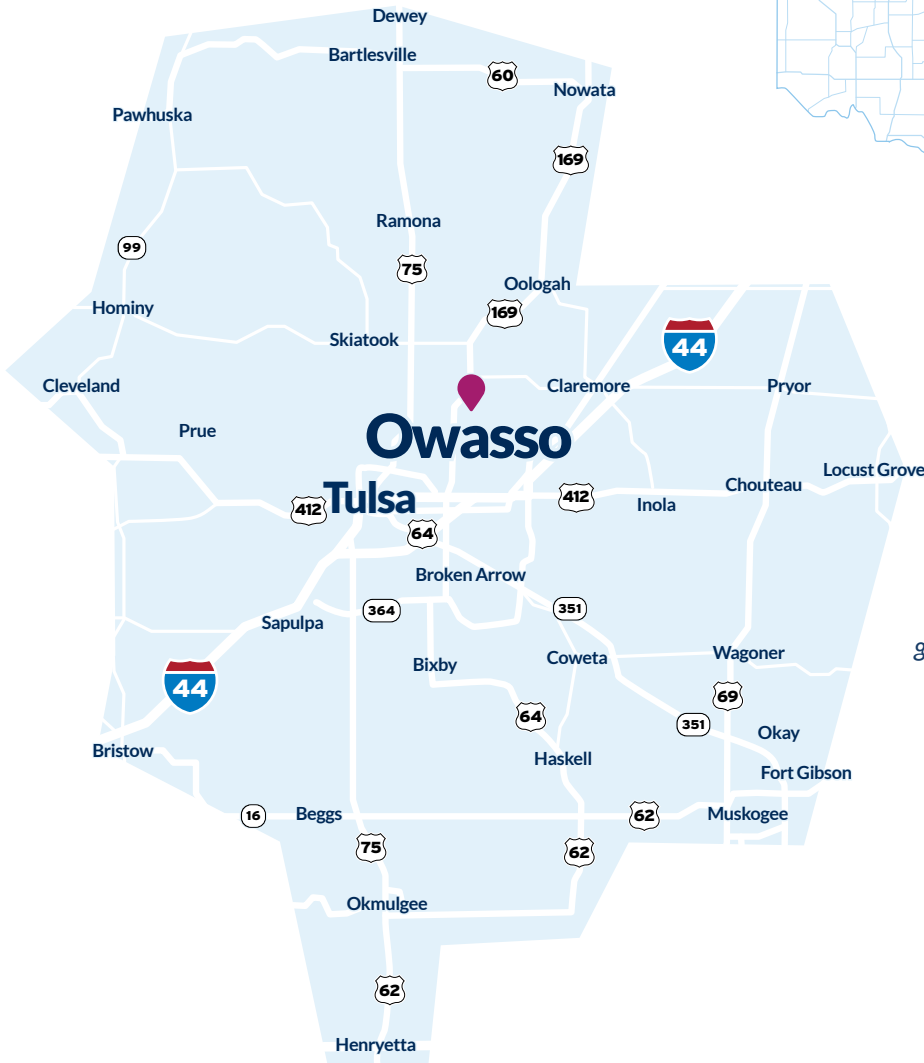 Dewey
Bartlesville
60
Nowata
Pawhuska
169
Ramona
99
75
Oologah
Hominy
169
Skiatook
44
Cleveland
Claremore
Pryor
Prue
Owasso
Locust Grove
Chouteau
Tulsa
412
412
Inola
64
Broken Arrow
364
351
Sapulpa
Bixby
Coweta
Wagoner
44
69
64
351
Okay
Bristow
Haskell
Fort Gibson
16
Beggs
62
Muskogee
75
62
Okmulgee
62
Henryetta